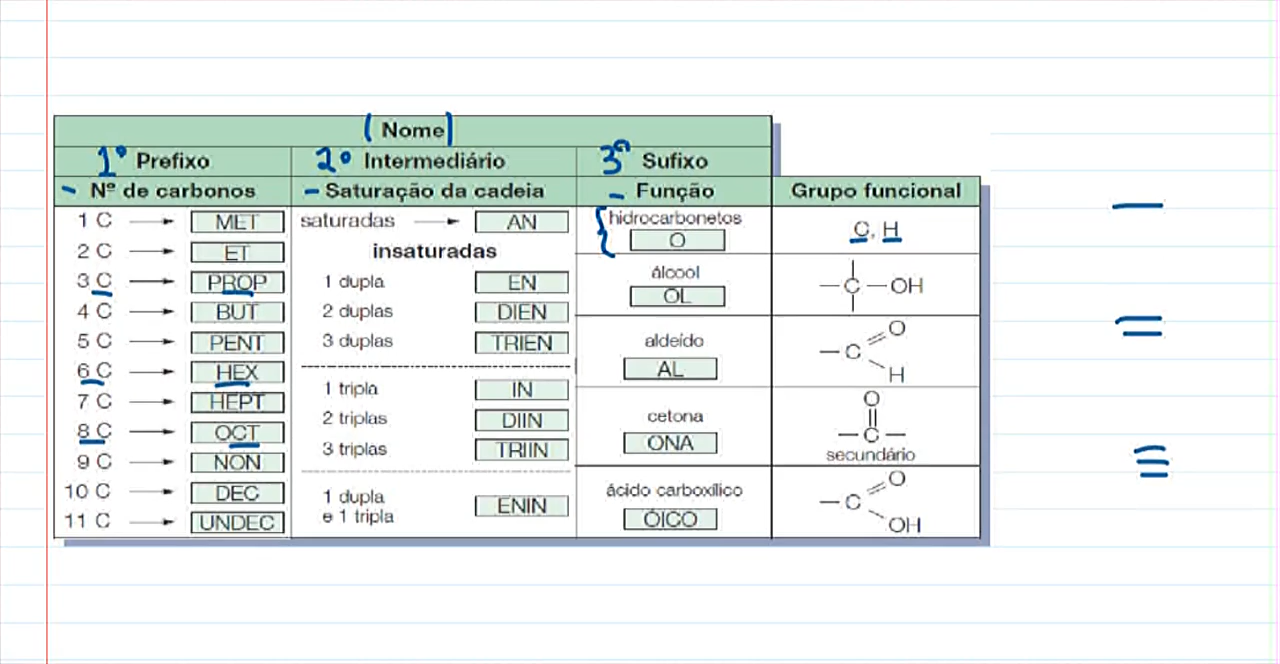 (Nome)
1º Prefixo 2º Intermediário 3º Sufixo
- Nº de carbonos - Saturação da cadeia - Função Grupo funcional
1 C → MET saturadas → AN hidrocarbonetos
O C, H
2 C → ET insaturadas
3 C → PROP 1 dupla EN álcool
OL —C—OH
4 C → BUT 2 duplas DIEN
5 C → PENT 3 duplas TRIEN aldeído
AL —C O H
6 C → HEX
7 C → HEPT 1 tripla IN
8 C → OCT 2 triplas DIIN cetona
ONA O —C—
secundário
9 C → NON 3 triplas TRIIN
10 C → DEC 1 dupla
e 1 tripla ENIN ácido carboxílico
ÓICO —C O OH
11 C → UNDEC